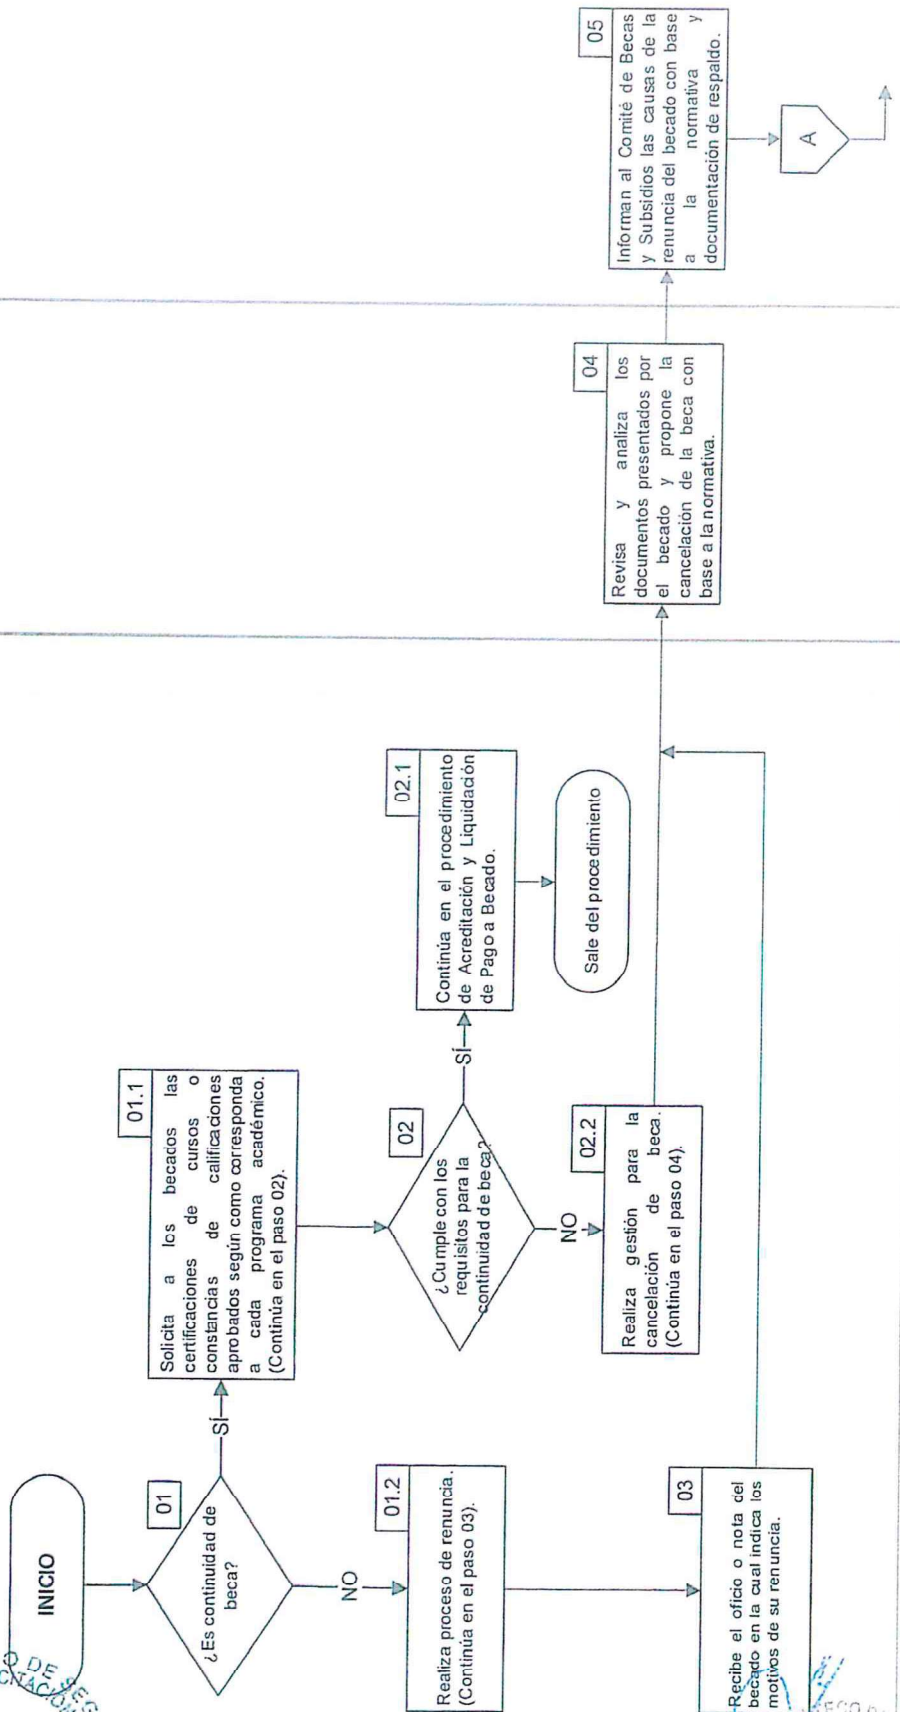 INICIO
01
¿Es continuidad de
beca?
SÍ
NO
01.1
Solicita a los becados las
certificaciones de cursos o
constancias de calificaciones
aprobados según como corresponda
a cada programa académico.
(Continúa en el paso 02).
01.2
Realiza proceso de renuncia.
(Continúa en el paso 03).
02
¿Cumple con los
requisitos para la
continuidad de beca?
SÍ
NO
02.1
Continúa en el procedimiento
de Acreditación y Liquidación
de Pago a Becado.
Sale del procedimiento
02.2
Realiza gestión para la
cancelación de beca.
(Continúa en el paso 04).
03
Recibe el oficio o nota del
becado en la cual indica los
motivos de su renuncia.
04
Revisa y analiza los
documentos presentados por
el becado y propone la
cancelación de la beca con
base a la normativa.
05
Informan al Comité de Becas
y Subsidios las causas de la
renuncia del becado con base
a la normativa y
documentación de respaldo.
A